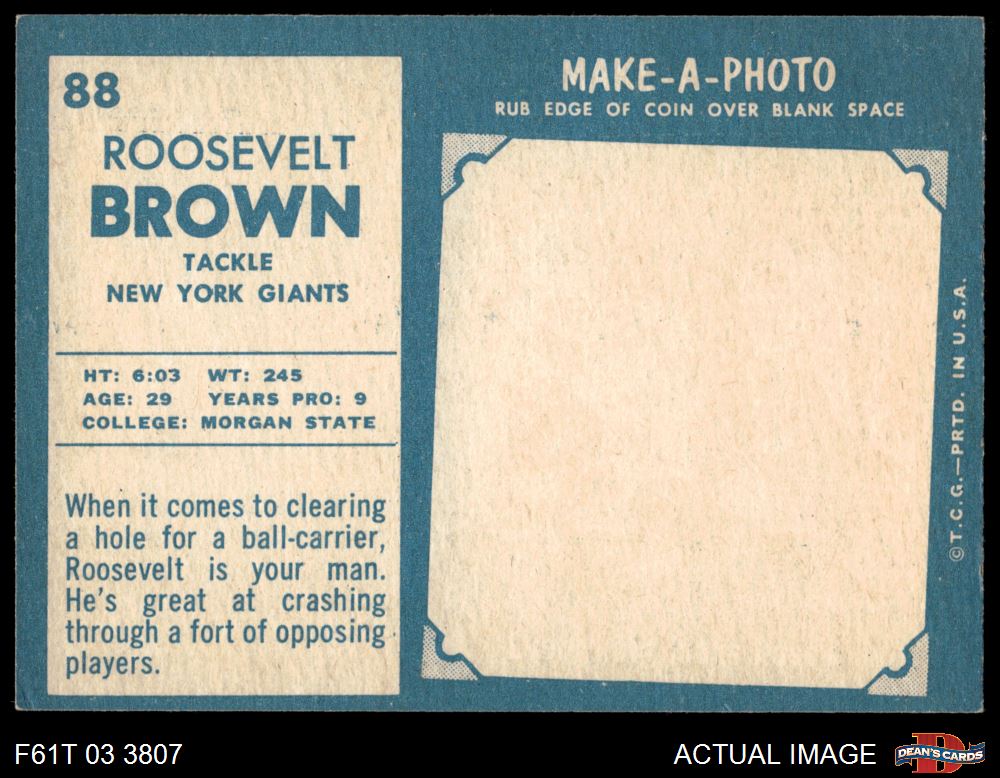 88
ROOSEVELT
BROWN
TACKLE
NEW YORK GIANTS
HT: 6:03 WT: 245
AGE: 29 YEARS PRO: 9
COLLEGE: MORGAN STATE
When it comes to clearing
a hole for a ball-carrier,
Roosevelt is your man.
He's great at crashing
through a fort of opposing
players.
MAKE-A-PHOTO
RUB EDGE OF COIN OVER BLANK SPACE
©T.C.G.—PRTD. IN U.S.A.
F61T 03 3807
ACTUAL IMAGE
D
DEAN'S CARDS